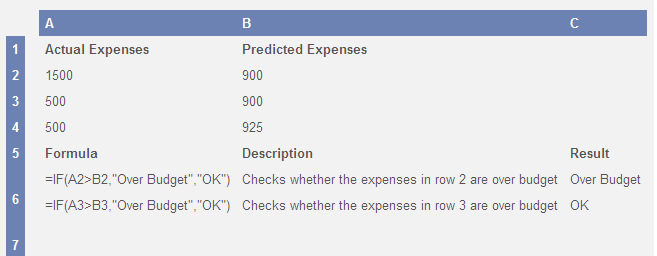 A B C
1 Actual Expenses Predicted Expenses
2 1500 900
3 500 900
4 500 925
5 Formula Description Result
=IF(A2>B2,"Over Budget","OK") Checks whether the expenses in row 2 are over budget Over Budget
6 =IF(A3>B3,"Over Budget","OK") Checks whether the expenses in row 3 are over budget OK
7